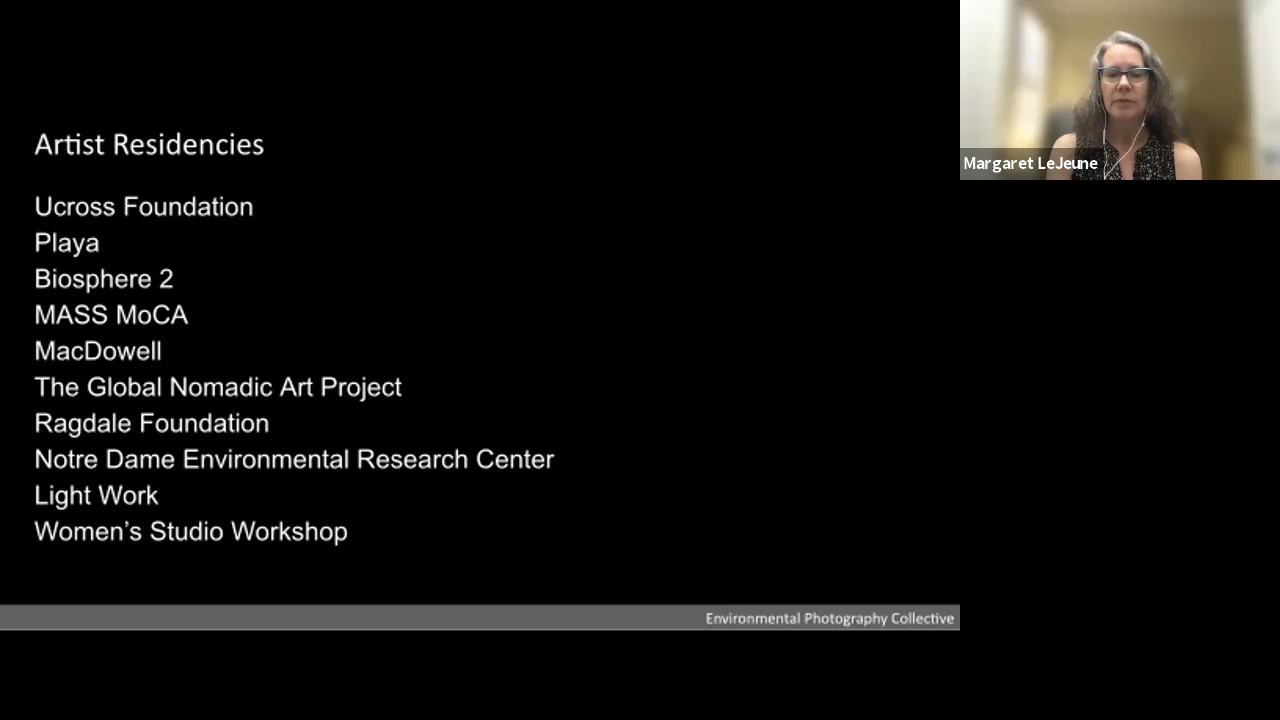 Artist Residencies
Ucross Foundation
Playa
Biosphere 2
MASS MoCA
MacDowell
The Global Nomadic Art Project
Ragdale Foundation
Notre Dame Environmental Research Center
Light Work
Women’s Studio Workshop
Environmental Photography Collective
Margaret LeJeune